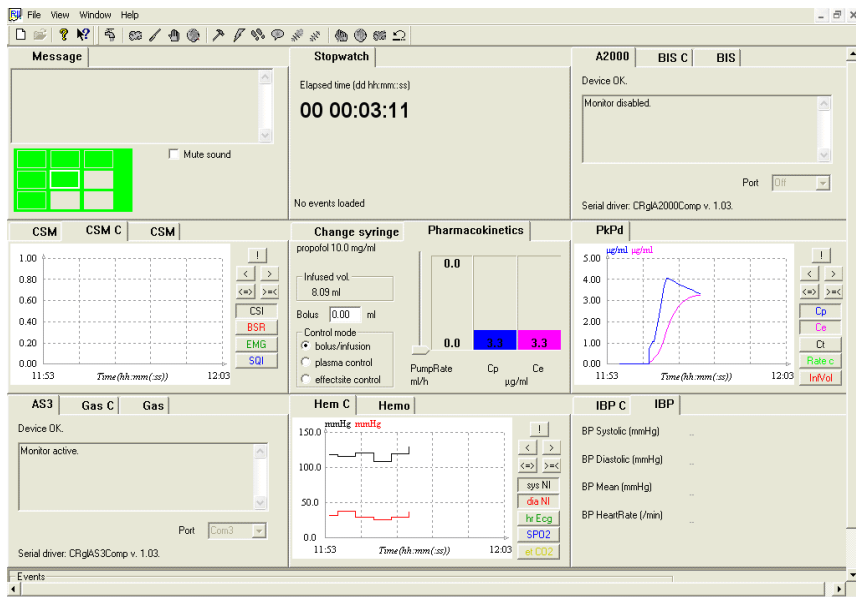 File View Window Help
Message
Mute sound
Stopwatch
Elapsed time (dd hh:mm::ss)
00 00:03:11
No events loaded
A2000 BIS C BIS
Device OK.
Monitor disabled.
Port Off
Serial driver: CRglA2000Comp v. 1.03.
CSM CSM C CSM
1.00
0.80
0.60
0.40
0.20
0.00
11:53 Time(hh:mm(:ss)) 12:03
!
< >
<=> >=<
CSI
BSR
EMG
SQI
Change syringe Pharmacokinetics
propofol 10.0 mg/ml
Infused vol.
8.09 ml
Bolus 0.00 ml
Control mode
bolus/infusion
plasma control
effectsite control
0.0
0.0 3.3 3.3
PumpRate Cp Ce
ml/h µg/ml
PkPd
µg/ml µg/ml
5.00
4.00
3.00
2.00
1.00
0.00
11:53 Time(hh:mm(:ss)) 12:03
!
< >
<=> >=<
Cp
Ce
Ct
Rate c
InfVol
AS3 Gas C Gas
Device OK.
Monitor active.
Port Com3
Serial driver: CRglAS3Comp v. 1.03.
Hem C Hemo
mmHg mmHg
150.0
100.0
50.0
0.0
11:53 Time(hh:mm(:ss)) 12:03
!
< >
<=> >=<
sys NI
dia NI
hr Ecg
SPO2
et CO2
IBP C IBP
BP Systolic (mmHg) _
BP Diastolic (mmHg) _
BP Mean (mmHg) _
BP HeartRate (/min) _
Events